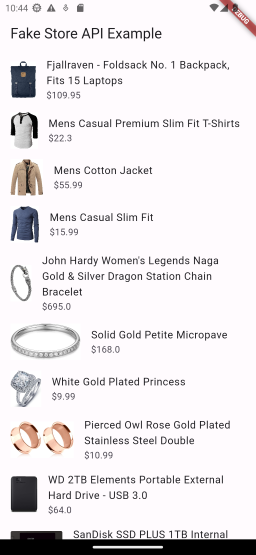 10:44
DEBUG
Fake Store API Example
Fjallraven - Foldsack No. 1 Backpack,
Fits 15 Laptops
$109.95
Mens Casual Premium Slim Fit T-Shirts
$22.3
Mens Cotton Jacket
$55.99
Mens Casual Slim Fit
$15.99
John Hardy Women's Legends Naga
Gold & Silver Dragon Station Chain
Bracelet
$695.0
Solid Gold Petite Micropave
$168.0
White Gold Plated Princess
$9.99
Pierced Owl Rose Gold Plated
Stainless Steel Double
$10.99
WD 2TB Elements Portable External
Hard Drive - USB 3.0
$64.0
SanDisk SSD PLUS 1TB Internal